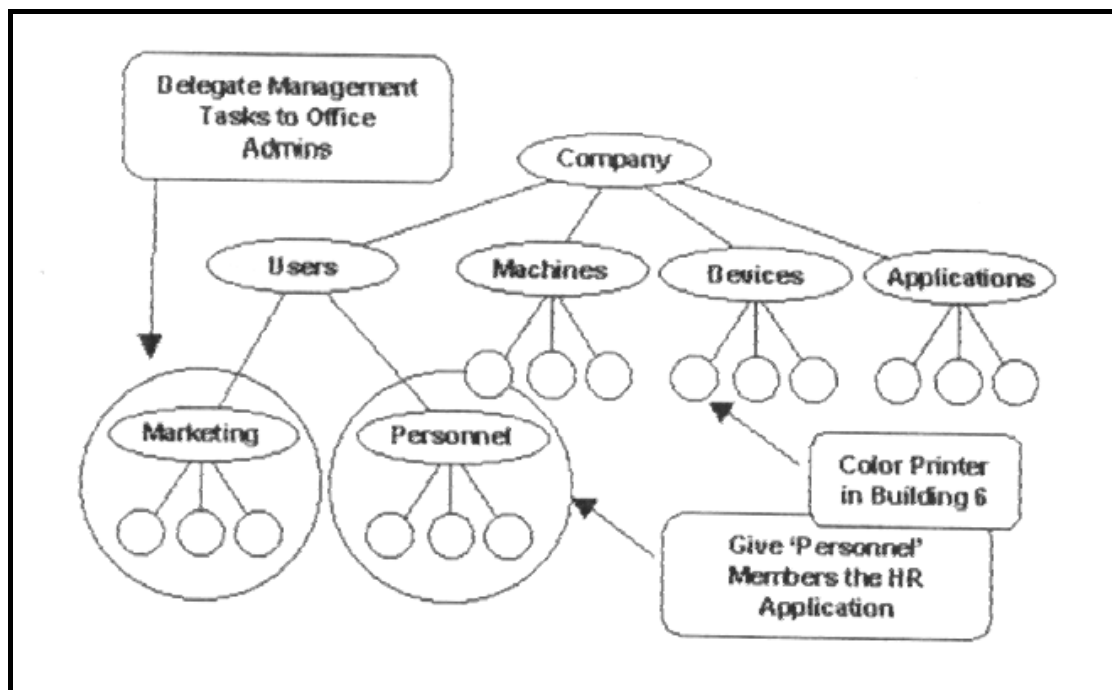 Delegate Management
Tasks to Office
Admins
Company
Users
Machines
Devices
Applications
Marketing
Personnel
Color Printer
in Building 6
Give ‘Personnel’
Members the HR
Application